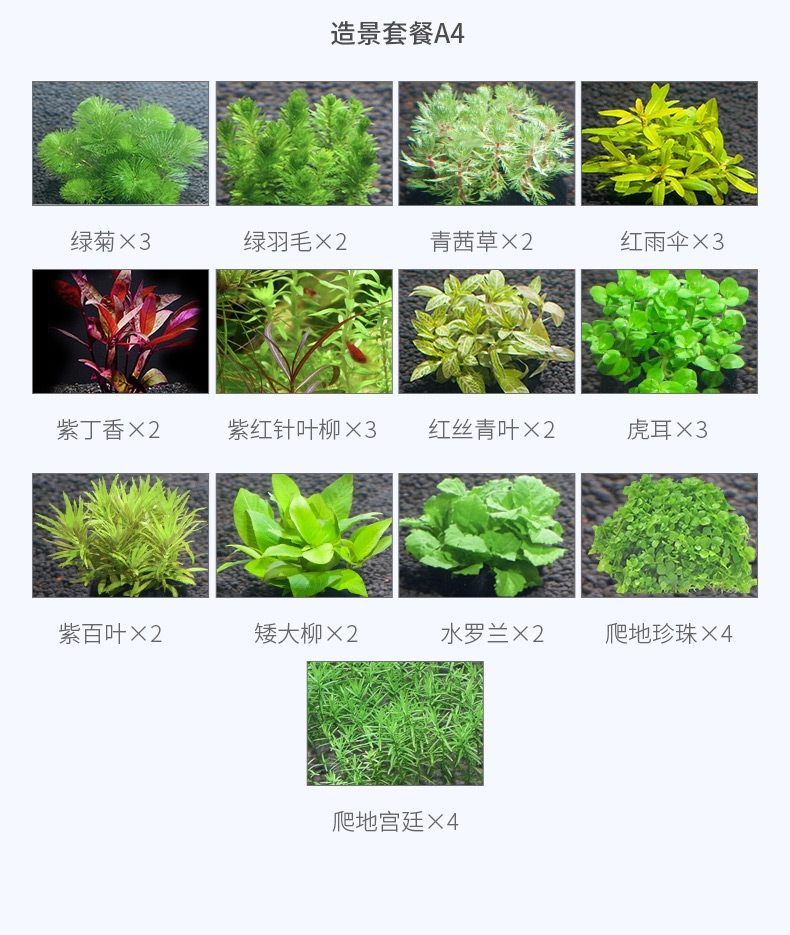 造景套餐A4
绿菊×3
绿羽毛×2
青茜草×2
红雨伞×3
紫丁香×2
紫红针叶柳×3
红丝青叶×2
虎耳×3
紫百叶×2
矮大柳×2
水罗兰×2
爬地珍珠×4
爬地宫廷×4